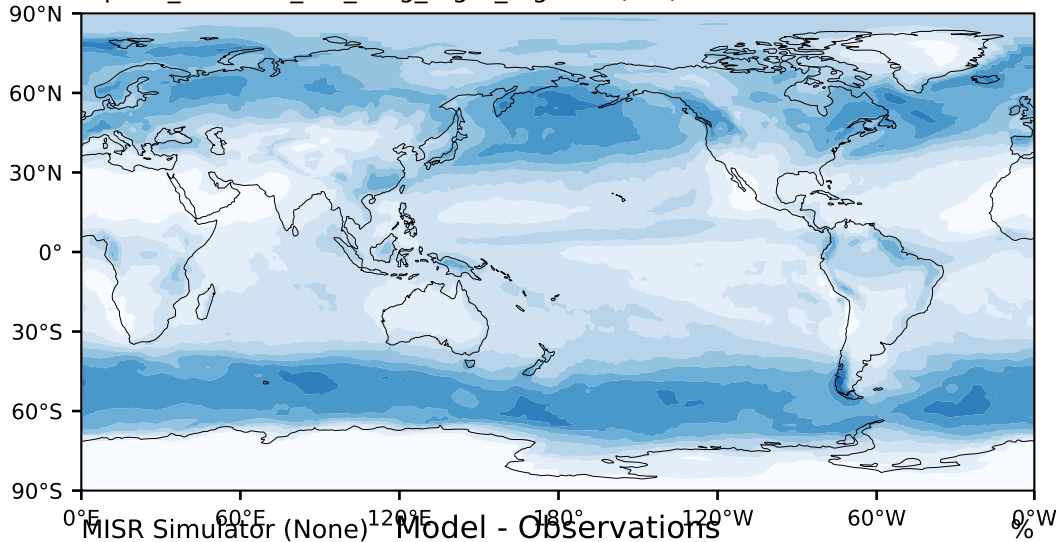 90°N
60°N
30°N
0°
30°S
60°S
90°S
0°E 60°E 120°E 180° 120°W 60°W 0°W
MISR Simulator (None) Model - Observations %